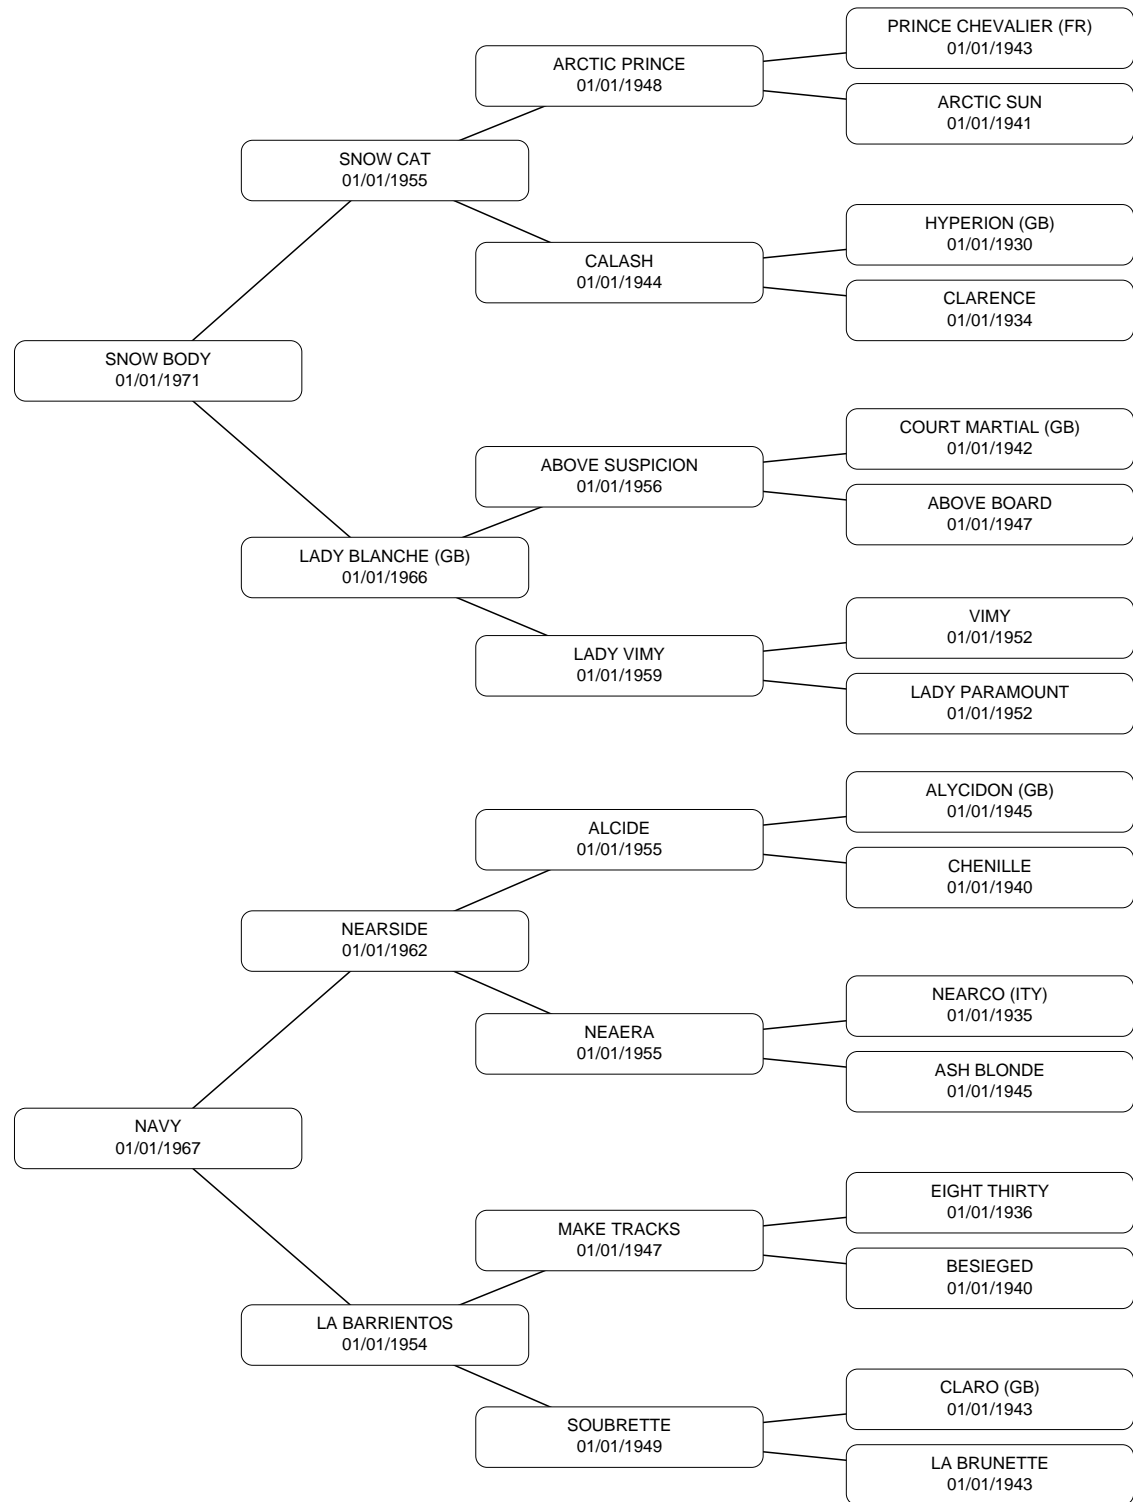 PRINCE CHEVALIER (FR)
01/01/1943
ARCTIC PRINCE
01/01/1948
ARCTIC SUN
01/01/1941
SNOW CAT
01/01/1955
HYPERION (GB)
01/01/1930
CALASH
01/01/1944
CLARENCE
01/01/1934
SNOW BODY
01/01/1971
COURT MARTIAL (GB)
01/01/1942
ABOVE SUSPICION
01/01/1956
ABOVE BOARD
01/01/1947
LADY BLANCHE (GB)
01/01/1966
VIMY
01/01/1952
LADY VIMY
01/01/1959
LADY PARAMOUNT
01/01/1952
ALYCIDON (GB)
01/01/1945
ALCIDE
01/01/1955
CHENILLE
01/01/1940
NEARSIDE
01/01/1962
NEARCO (ITY)
01/01/1935
NEAERA
01/01/1955
ASH BLONDE
01/01/1945
NAVY
01/01/1967
EIGHT THIRTY
01/01/1936
MAKE TRACKS
01/01/1947
BESIEGED
01/01/1940
LA BARRIENTOS
01/01/1954
CLARO (GB)
01/01/1943
SOUBRETTE
01/01/1949
LA BRUNETTE
01/01/1943